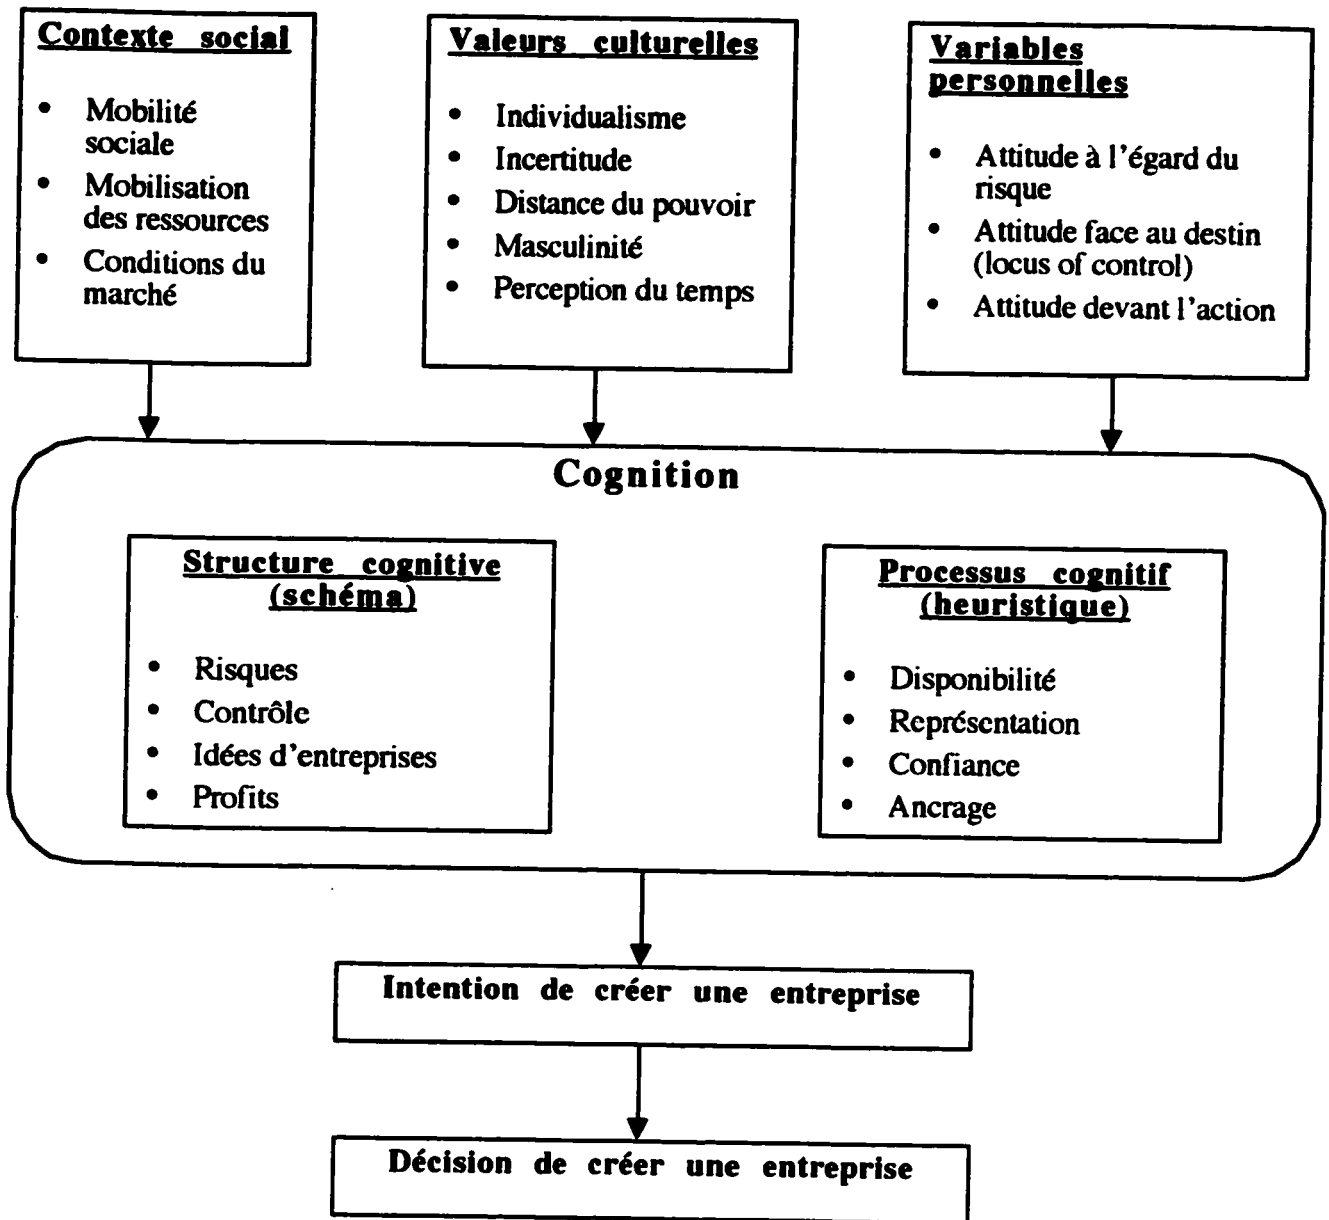 Contexte social
• Mobilité
sociale
• Mobilisation
des ressources
• Conditions du
marché
Valeurs culturelles
• Individualisme
• Incertitude
• Distance du pouvoir
• Masculinité
• Perception du temps
Variables
personnelles
• Attitude à l'égard du
risque
• Attitude face au destin
(locus of control)
• Attitude devant l'action
Cognition
Structure cognitive
(schéma)
• Risques
• Contrôle
• Idées d'entreprises
• Profits
Processus cognitif
(heuristique)
• Disponibilité
• Représentation
• Confiance
• Ancrage
Intention de créer une entreprise
Décision de créer une entreprise